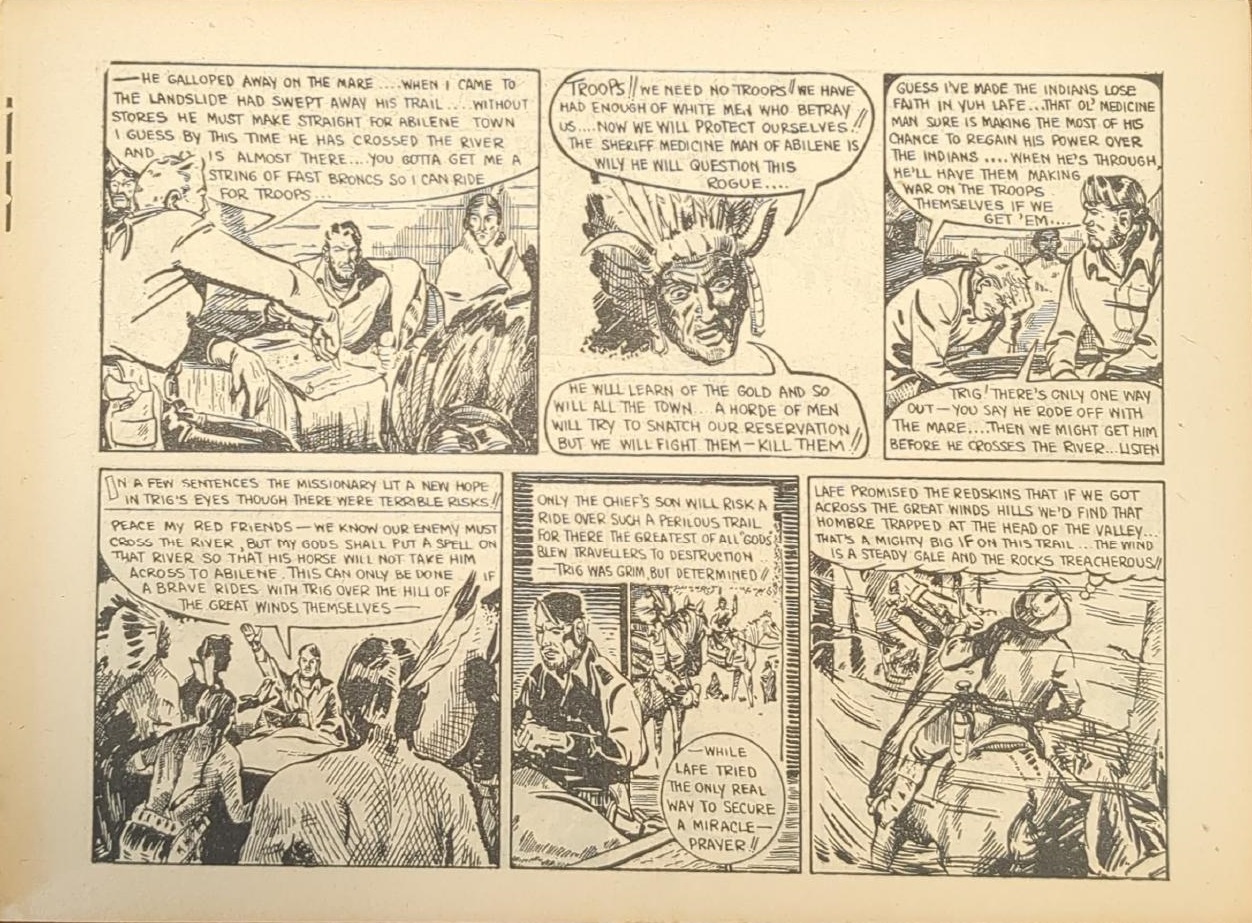 —HE GALLOPED AWAY ON THE MARE .... WHEN I CAME TO
THE LANDSLIDE HAD SWEPT AWAY HIS TRAIL .... WITHOUT
STORES HE MUST MAKE STRAIGHT FOR ABILENE TOWN
I GUESS BY THIS TIME HE HAS CROSSED THE RIVER
AND IS ALMOST THERE... YOU GOTTA GET ME A
STRING OF FAST BRONCS SO I CAN RIDE
FOR TROOPS...
TROOPS!! WE NEED NO TROOPS!! WE HAVE
HAD ENOUGH OF WHITE MEN WHO BETRAY
US .... NOW WE WILL PROTECT OURSELVES!!
THE SHERIFF MEDICINE MAN OF ABILENE IS
WILY HE WILL QUESTION THIS
ROGUE....
HE WILL LEARN OF THE GOLD AND SO
WILL ALL THE TOWN... A HORDE OF MEN
WILL TRY TO SNATCH OUR RESERVATION
BUT WE WILL FIGHT THEM — KILL THEM!!
GUESS I'VE MADE THE INDIANS LOSE
FAITH IN YUH LAFE...THAT OL' MEDICINE
MAN SURE IS MAKING THE MOST OF HIS
CHANCE TO REGAIN HIS POWER OVER
THE INDIANS .... WHEN HE'S THROUGH
HE'LL HAVE THEM MAKING
WAR ON THE TROOPS
THEMSELVES IF WE
GET 'EM....
TRIG! THERE'S ONLY ONE WAY
OUT — YOU SAY HE RODE OFF WITH
THE MARE....THEN WE MIGHT GET HIM
BEFORE HE CROSSES THE RIVER...LISTEN
IN A FEW SENTENCES THE MISSIONARY LIT A NEW HOPE
IN TRIG'S EYES THOUGH THERE WERE TERRIBLE RISKS!!
PEACE MY RED FRIENDS — WE KNOW OUR ENEMY MUST
CROSS THE RIVER, BUT MY GODS SHALL PUT A SPELL ON
THAT RIVER SO THAT HIS HORSE WILL NOT TAKE HIM
ACROSS TO ABILENE. THIS CAN ONLY BE DONE IF
A BRAVE RIDES WITH TRIG OVER THE HILL OF
THE GREAT WINDS THEMSELVES —
ONLY THE CHIEF'S SON WILL RISK A
RIDE OVER SUCH A PERILOUS TRAIL
FOR THERE THE GREATEST OF ALL GODS
BLEW TRAVELLERS TO DESTRUCTION
— TRIG WAS GRIM, BUT DETERMINED!!
—WHILE
LAFE TRIED
THE ONLY REAL
WAY TO SECURE
A MIRACLE—
PRAYER!!
LAFE PROMISED THE REDSKINS THAT IF WE GOT
ACROSS THE GREAT WINDS HILLS WE'D FIND THAT
HOMBRE TRAPPED AT THE HEAD OF THE VALLEY...
THAT'S A MIGHTY BIG IF ON THIS TRAIL ... THE WIND
IS A STEADY GALE AND THE ROCKS TREACHEROUS!!